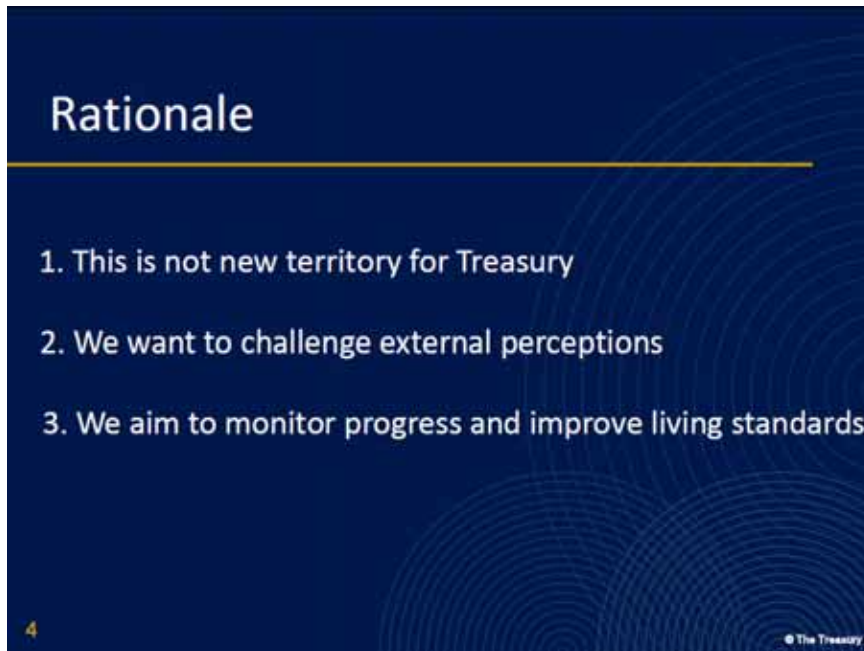 Rationale
1. This is not new territory for Treasury
2. We want to challenge external perceptions
3. We aim to monitor progress and improve living standards
4
© The Treasury